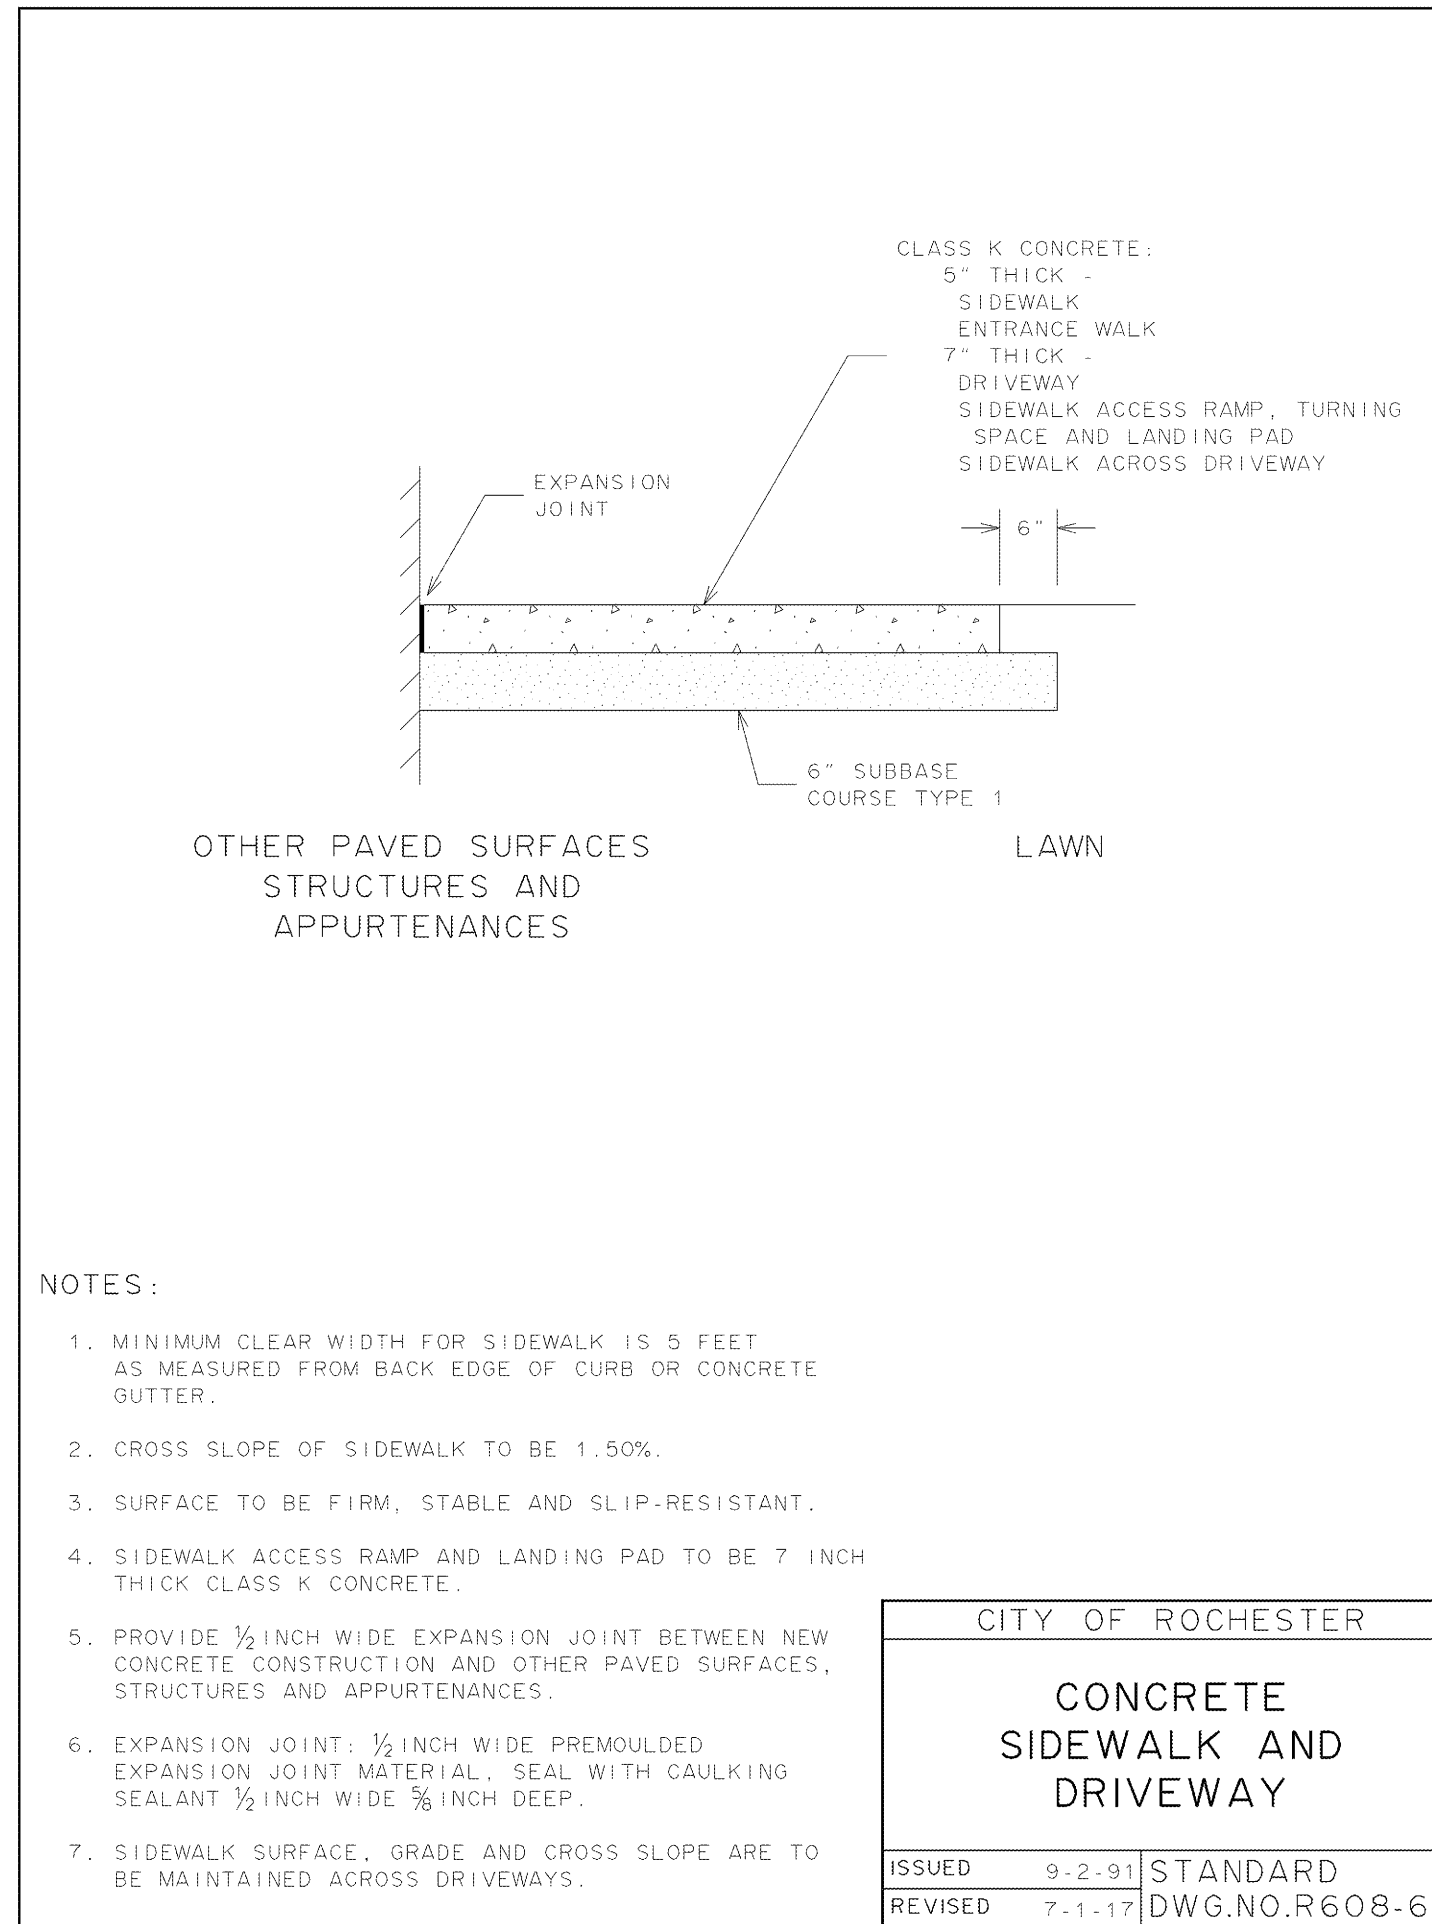 CLASS K CONCRETE:
5" THICK -
SIDEWALK
ENTRANCE WALK
7" THICK -
DRIVEWAY
SIDEWALK ACCESS RAMP, TURNING
SPACE AND LANDING PAD
SIDEWALK ACROSS DRIVEWAY
EXPANSION
JOINT
6"
6" SUBBASE
COURSE TYPE 1
OTHER PAVED SURFACES
STRUCTURES AND
APPURTENANCES
LAWN
NOTES:
1. MINIMUM CLEAR WIDTH FOR SIDEWALK IS 5 FEET
AS MEASURED FROM BACK EDGE OF CURB OR CONCRETE
GUTTER.
2. CROSS SLOPE OF SIDEWALK TO BE 1.50%.
3. SURFACE TO BE FIRM, STABLE AND SLIP-RESISTANT.
4. SIDEWALK ACCESS RAMP AND LANDING PAD TO BE 7 INCH
THICK CLASS K CONCRETE.
5. PROVIDE ½ INCH WIDE EXPANSION JOINT BETWEEN NEW
CONCRETE CONSTRUCTION AND OTHER PAVED SURFACES,
STRUCTURES AND APPURTENANCES.
6. EXPANSION JOINT: ½ INCH WIDE PREMOULDED
EXPANSION JOINT MATERIAL, SEAL WITH CAULKING
SEALANT ½ INCH WIDE ⅝ INCH DEEP.
7. SIDEWALK SURFACE, GRADE AND CROSS SLOPE ARE TO
BE MAINTAINED ACROSS DRIVEWAYS.
CITY OF ROCHESTER
CONCRETE
SIDEWALK AND
DRIVEWAY
ISSUED 9-2-91
REVISED 7-1-17
STANDARD
DWG.NO.R608-6